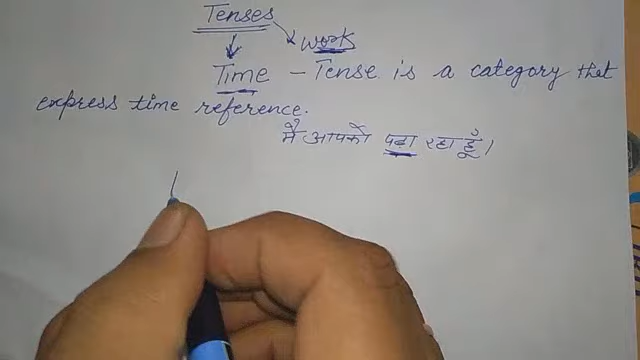 Tenses
work
Time - Tense is a category that
express time reference.
मैं आपको पढा रहा हूँ।